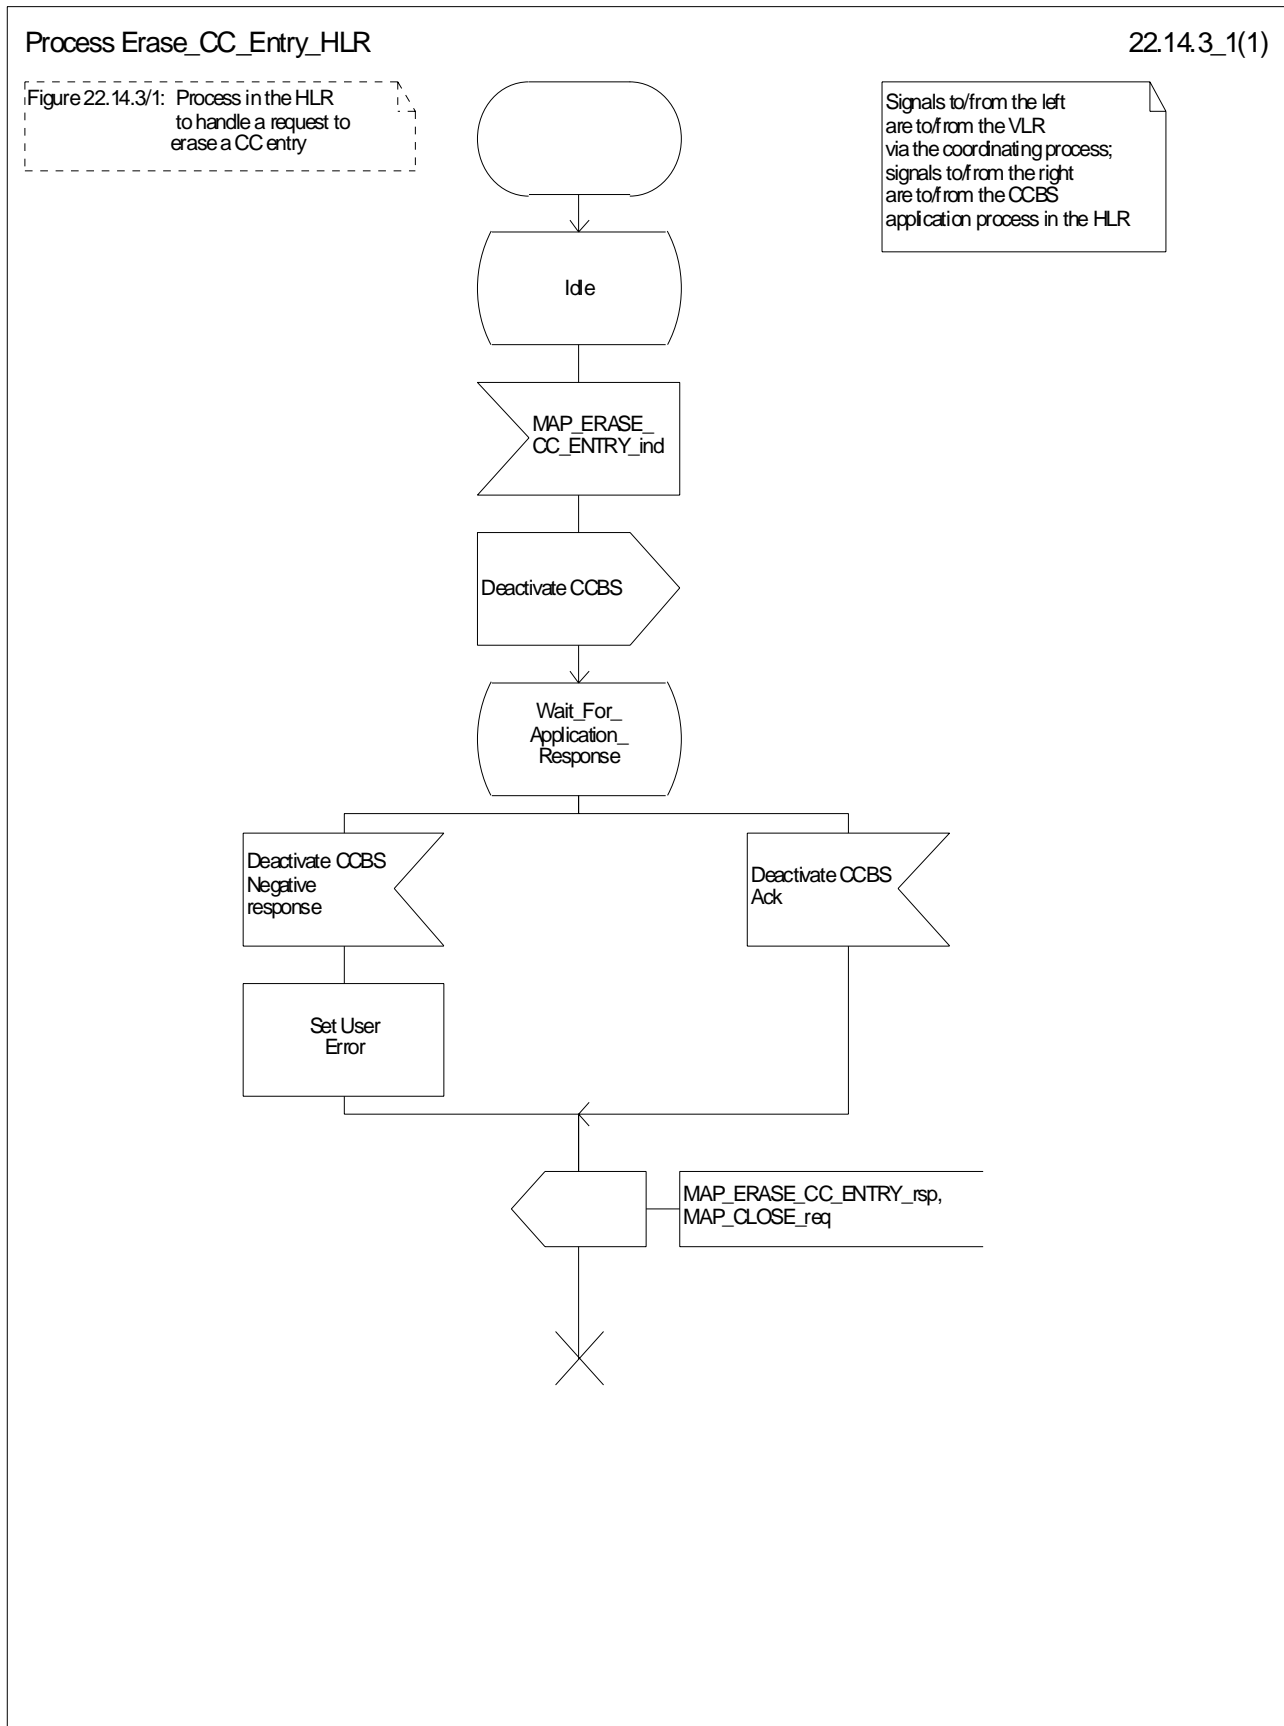 Process Erase_CC_Entry_HLR
22.14.3_1(1)
Figure 22.14.3/1: Process in the HLR
to handle a request to
erase a CC entry
Signals to/from the left
are to/from the VLR
via the coordinating process;
signals to/from the right
are to/from the CCBS
application process in the HLR
Idle
MAP_ERASE_
CC_ENTRY_ind
Deactivate CCBS
Wait_For_
Application_
Response
Deactivate CCBS
Negative
response
Deactivate CCBS
Ack
Set User
Error
MAP_ERASE_CC_ENTRY_rsp,
MAP_CLOSE_req